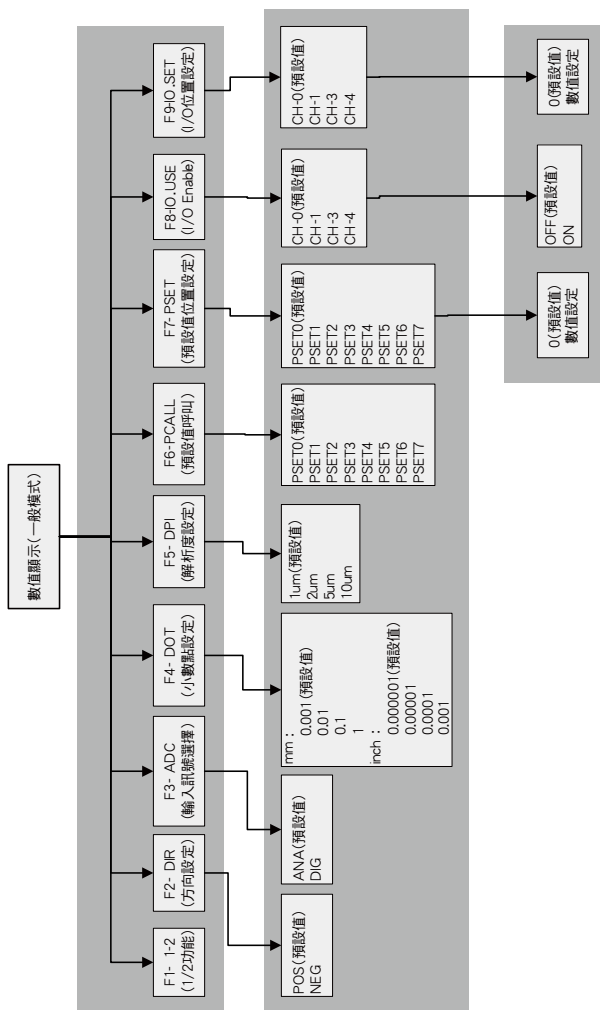 數值顯示(一般模式)
F1- 1-2
(1/2功能)
F2- DIR
(方向設定)
F3- ADC
(輸入訊號選擇)
F4- DOT
(小數點設定)
F5- DPI
(解析度設定)
F6-PCALL
(預設值呼叫)
F7- PSET
(預設值位置設定)
F8-IO.USE
(I/O Enable)
F9-IO.SET
(I/O位置設定)
POS(預設值)
NEG
ANA(預設值)
DIG
mm :
0.001(預設值)
0.01
0.1
1
inch :
0.000001(預設值)
0.00001
0.0001
0.001
1um(預設值)
2um
5um
10um
PSET0(預設值)
PSET1
PSET2
PSET3
PSET4
PSET5
PSET6
PSET7
PSET0(預設值)
PSET1
PSET2
PSET3
PSET4
PSET5
PSET6
PSET7
CH-0(預設值)
CH-1
CH-3
CH-4
CH-0(預設值)
CH-1
CH-3
CH-4
0(預設值)
數值設定
OFF(預設值)
ON
0(預設值)
數值設定